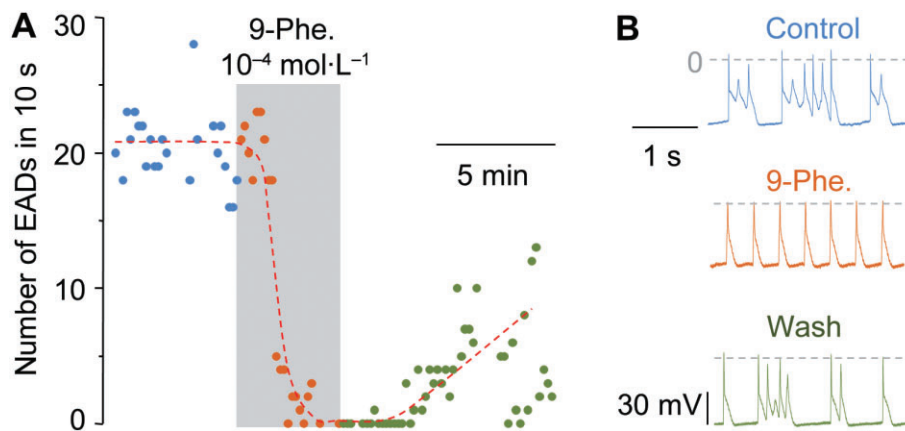 A
B
Number of EADs in 10 s
30
20
10
0
9-Phe.
10⁻⁴ mol·L⁻¹
5 min
Control
0
1 s
9-Phe.
Wash
30 mV